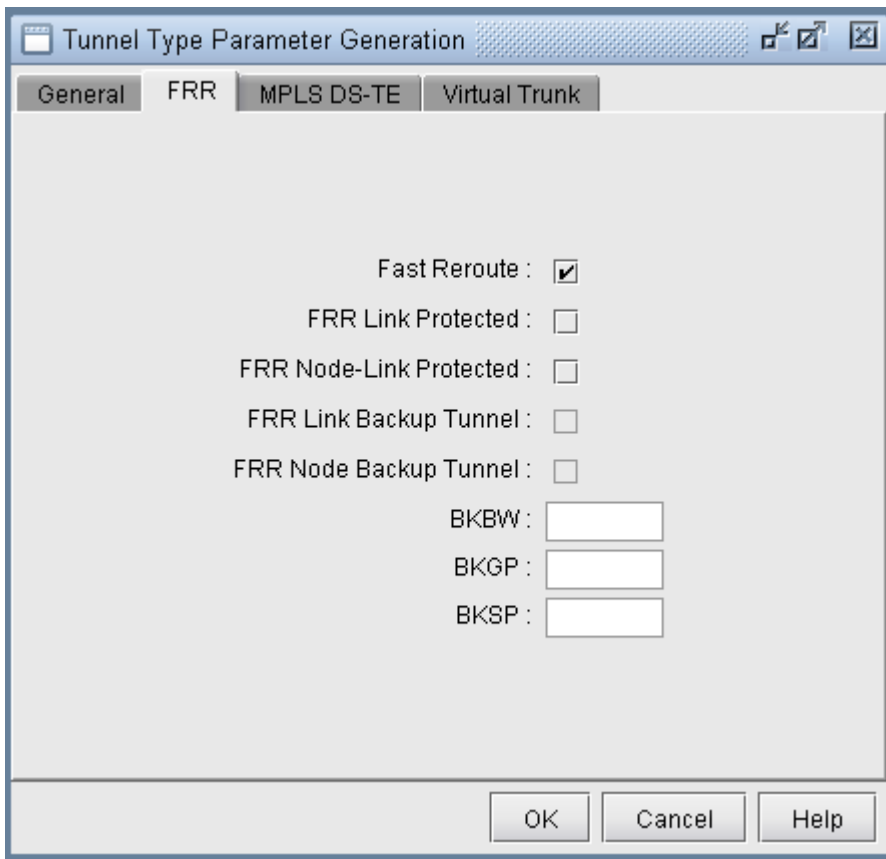 Tunnel Type Parameter Generation
General FRR MPLS DS-TE Virtual Trunk
Fast Reroute :
FRR Link Protected :
FRR Node-Link Protected :
FRR Link Backup Tunnel :
FRR Node Backup Tunnel :
BKBW :
BKGP :
BKSP :
OK Cancel Help